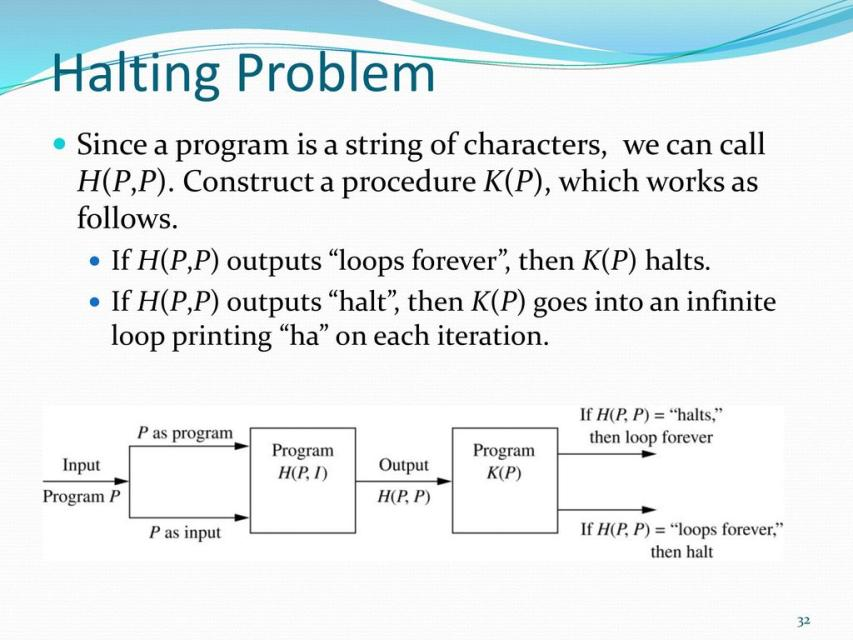 Halting Problem
• Since a program is a string of characters,  we can call
H(P,P). Construct a procedure K(P), which works as
follows.
• If H(P,P) outputs “loops forever”, then K(P) halts.
• If H(P,P) outputs “halt”, then K(P) goes into an infinite
loop printing “ha” on each iteration.
Input
Program P
P as program
P as input
Program
H(P, I)
Output
H(P, P)
Program
K(P)
If H(P, P) = “halts,”
then loop forever
If H(P, P) = “loops forever,”
then halt
32